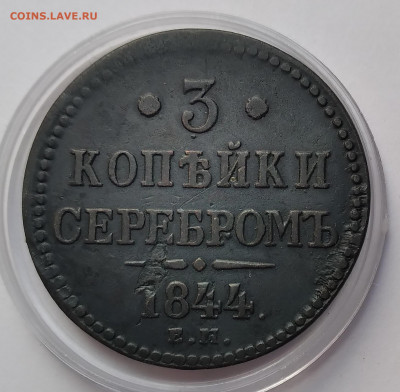 COINS.LAVE.RU
• 3 •
КОПѢЙКИ
СЕРЕБРОМЪ
1844.
Е.М.